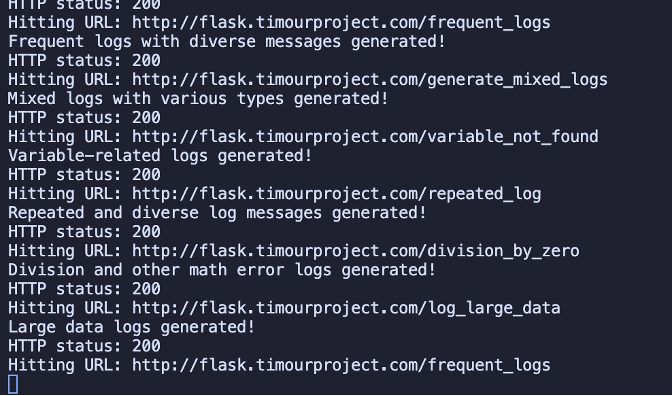 HTTP status: 200
Hitting URL: http://flask.timourproject.com/frequent_logs
Frequent logs with diverse messages generated!
HTTP status: 200
Hitting URL: http://flask.timourproject.com/generate_mixed_logs
Mixed logs with various types generated!
HTTP status: 200
Hitting URL: http://flask.timourproject.com/variable_not_found
Variable-related logs generated!
HTTP status: 200
Hitting URL: http://flask.timourproject.com/repeated_log
Repeated and diverse log messages generated!
HTTP status: 200
Hitting URL: http://flask.timourproject.com/division_by_zero
Division and other math error logs generated!
HTTP status: 200
Hitting URL: http://flask.timourproject.com/log_large_data
Large data logs generated!
HTTP status: 200
Hitting URL: http://flask.timourproject.com/frequent_logs